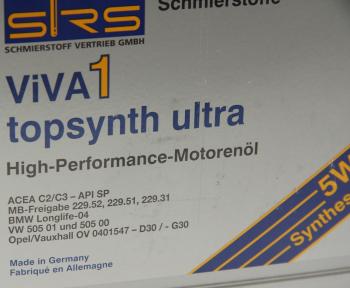 SRS
Schmierstoffe
SCHMIERSTOFF VERTRIEB GMBH
ViVA1
topsynth ultra
High-Performance-Motorenöl
ACEA C2/C3 – API SP
MB-Freigabe 229.52, 229.51, 229.31
BMW Longlife-04
VW 505 01 und 505 00
Opel/Vauxhall OV 0401547 – D30 / - G30
Made in Germany
Fabriqué en Allemagne